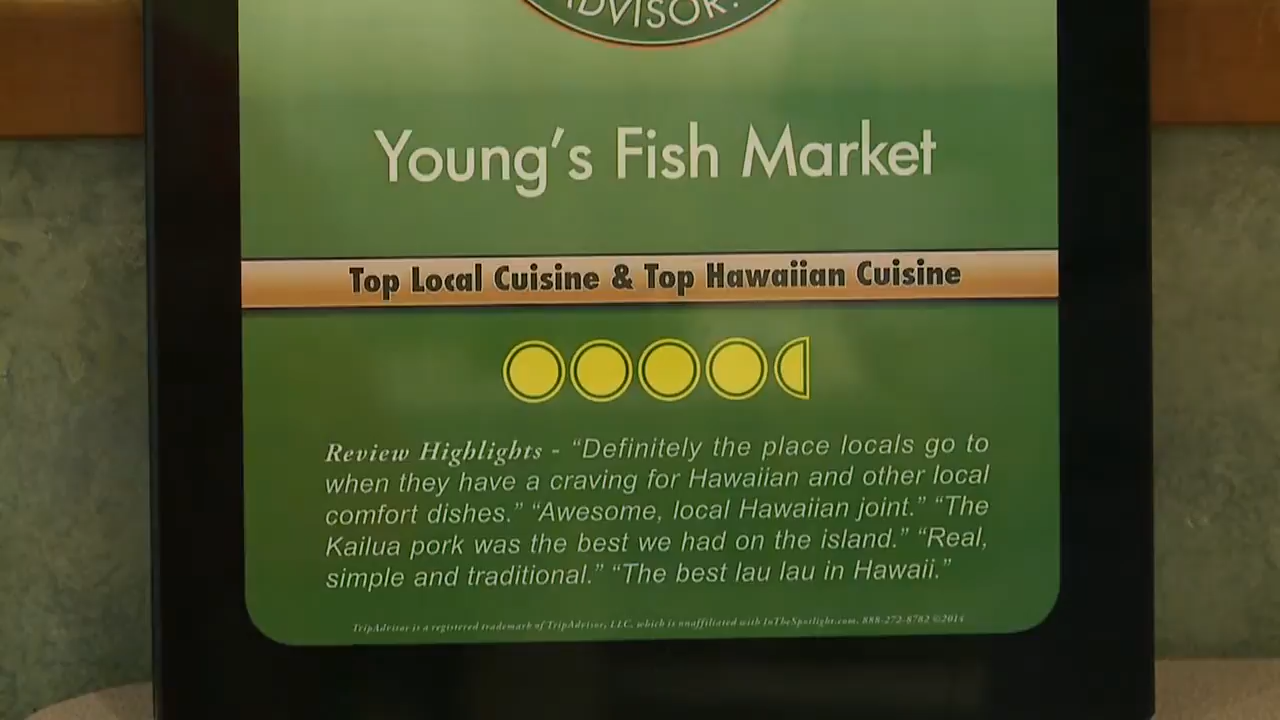 ADVISOR
Young's Fish Market
Top Local Cuisine & Top Hawaiian Cuisine
Review Highlights - “Definitely the place locals go to
when they have a craving for Hawaiian and other local
comfort dishes.” “Awesome, local Hawaiian joint.” “The
Kailua pork was the best we had on the island.” “Real,
simple and traditional.” “The best lau lau in Hawaii.”
TripAdvisor is a registered trademark of TripAdvisor, LLC, which is unaffiliated with InTheSpotlight.com. 888-272-8782 ©2014